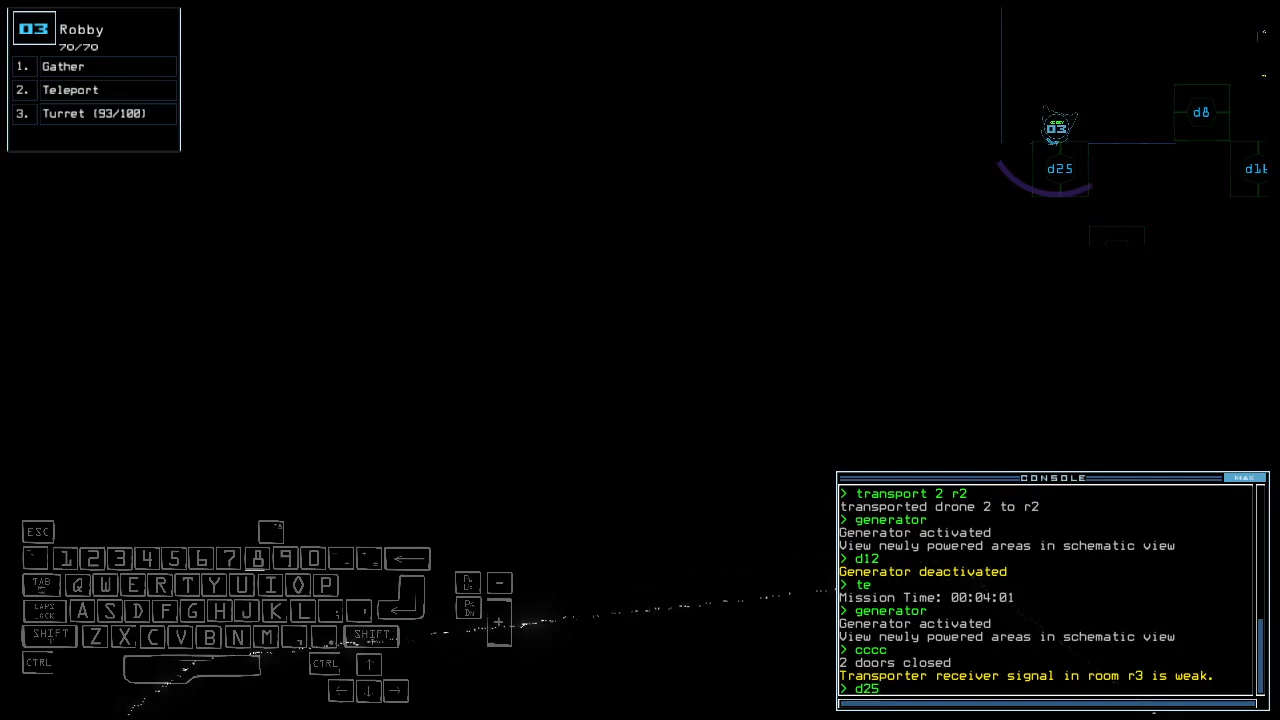 03 Robby
70/70
1. Gather
2. Teleport
3. Turret (93/100)
d8
03
d25
CONSOLE
MAX
> transport 2 r2
transported drone 2 to r2
> generator
Generator activated
View newly powered areas in schematic view
> d12
Generator deactivated
> te
Mission Time: 00:04:01
> generator
Generator activated
View newly powered areas in schematic view
> cccc
2 doors closed
Transporter receiver signal in room r3 is weak.
> d25
ESC
1 2 3 4 5 6 7 8 9 0 - =
TAB Q W E R T Y U I O P
CAPS LOCK A S D F G H J K L ; '
SHIFT Z X C V B N M , . SHIFT
CTRL CTRL ↑
← ↓ →
- +